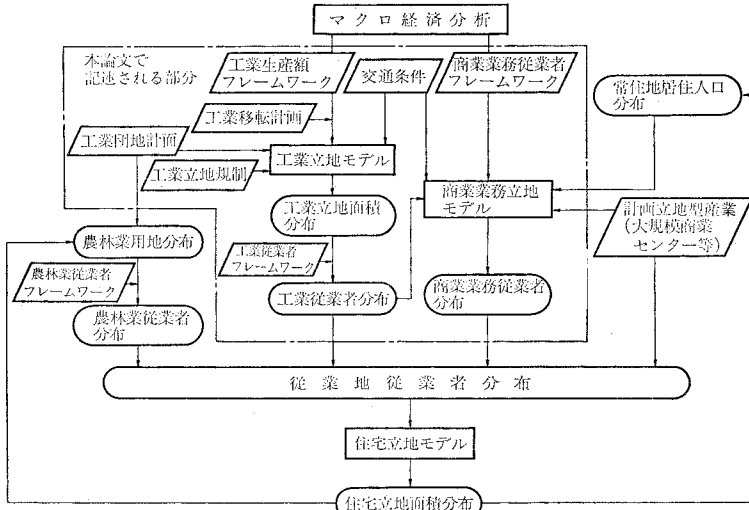 マクロ経済分析
本論文で
記述される部分
工業生産額
フレームワーク
交通条件
商業業務従業者
フレームワーク
常住地居住人口
分布
工業移転計画
工業団地計画
工業立地モデル
工業立地規制
商業業務立地
モデル
工業立地面積
分布
計画立地型産業
(大規模商業
センター等)
農林業用地分布
工業従業者
フレームワーク
農林業従業者
フレームワーク
工業従業者分布
商業業務従業者
分布
農林業従業者
分布
従業地従業者分布
住宅立地モデル
住宅立地面積分布